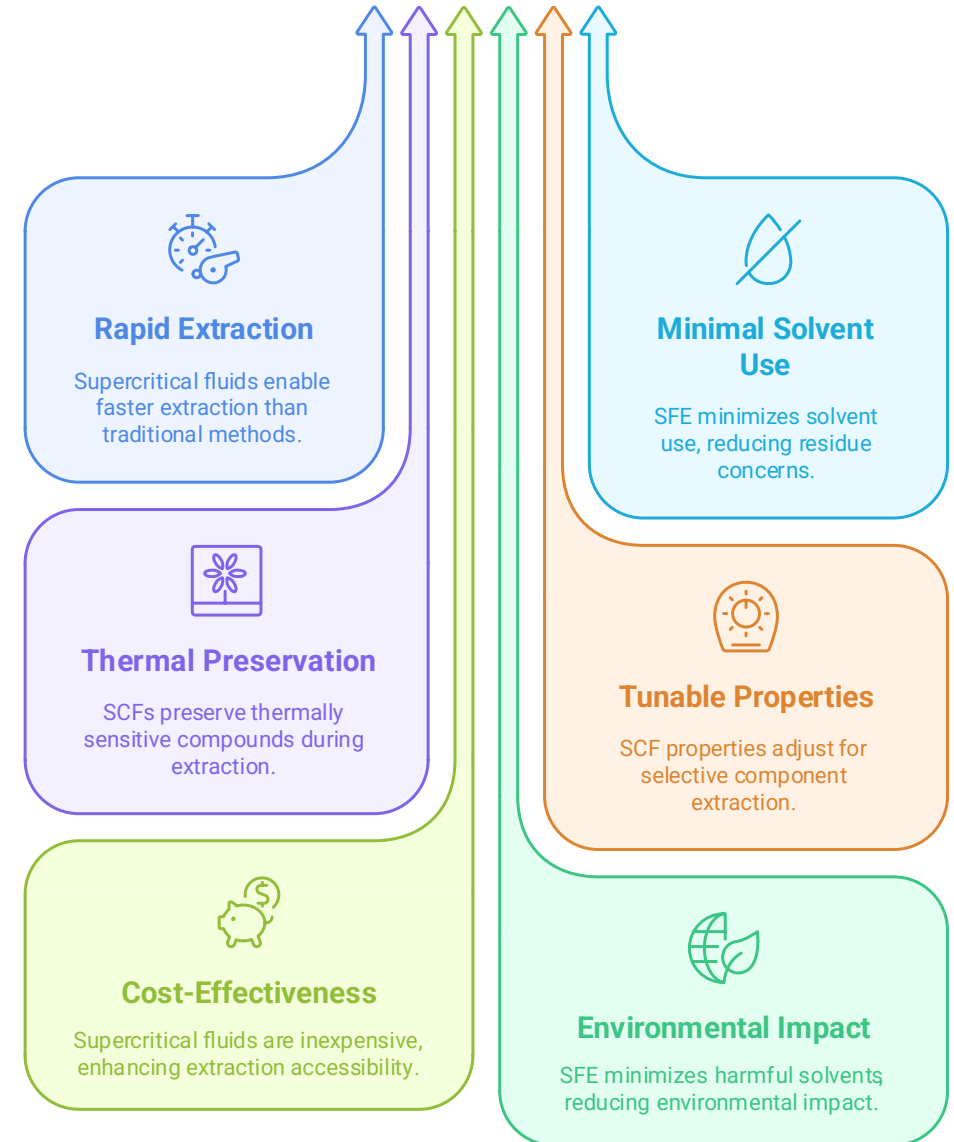 Rapid Extraction
Supercritical fluids enable
faster extraction than
traditional methods.
Minimal Solvent
Use
SFE minimizes solvent
use, reducing residue
concerns.
Thermal Preservation
SCFs preserve thermally
sensitive compounds during
extraction.
Tunable Properties
SCF properties adjust for
selective component
extraction.
$
Cost-Effectiveness
Supercritical fluids are inexpensive,
enhancing extraction accessibility.
Environmental Impact
SFE minimizes harmful solvents,
reducing environmental impact.